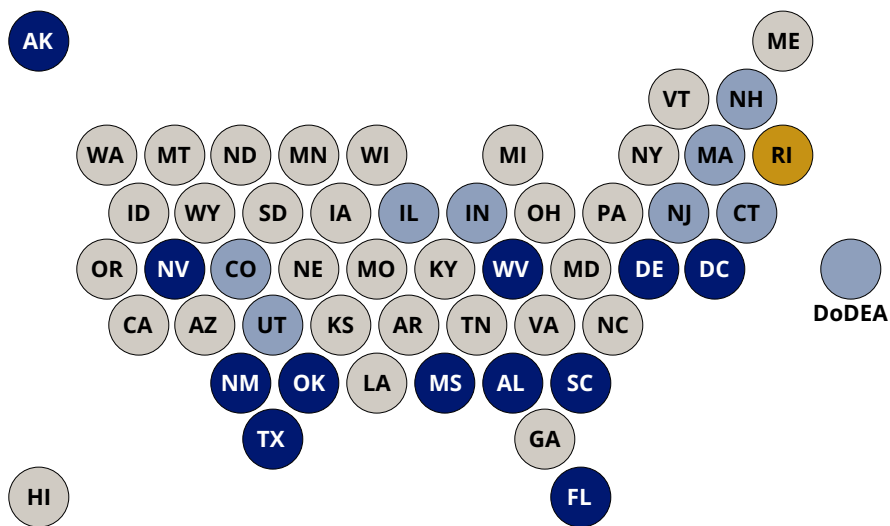 AK ME
VT NH
WA MT ND MN WI MI NY MA RI
ID WY SD IA IL IN OH PA NJ CT
OR NV CO NE MO KY WV MD DE DC
DoDEA
CA AZ UT KS AR TN VA NC
NM OK LA MS AL SC
TX GA
HI FL